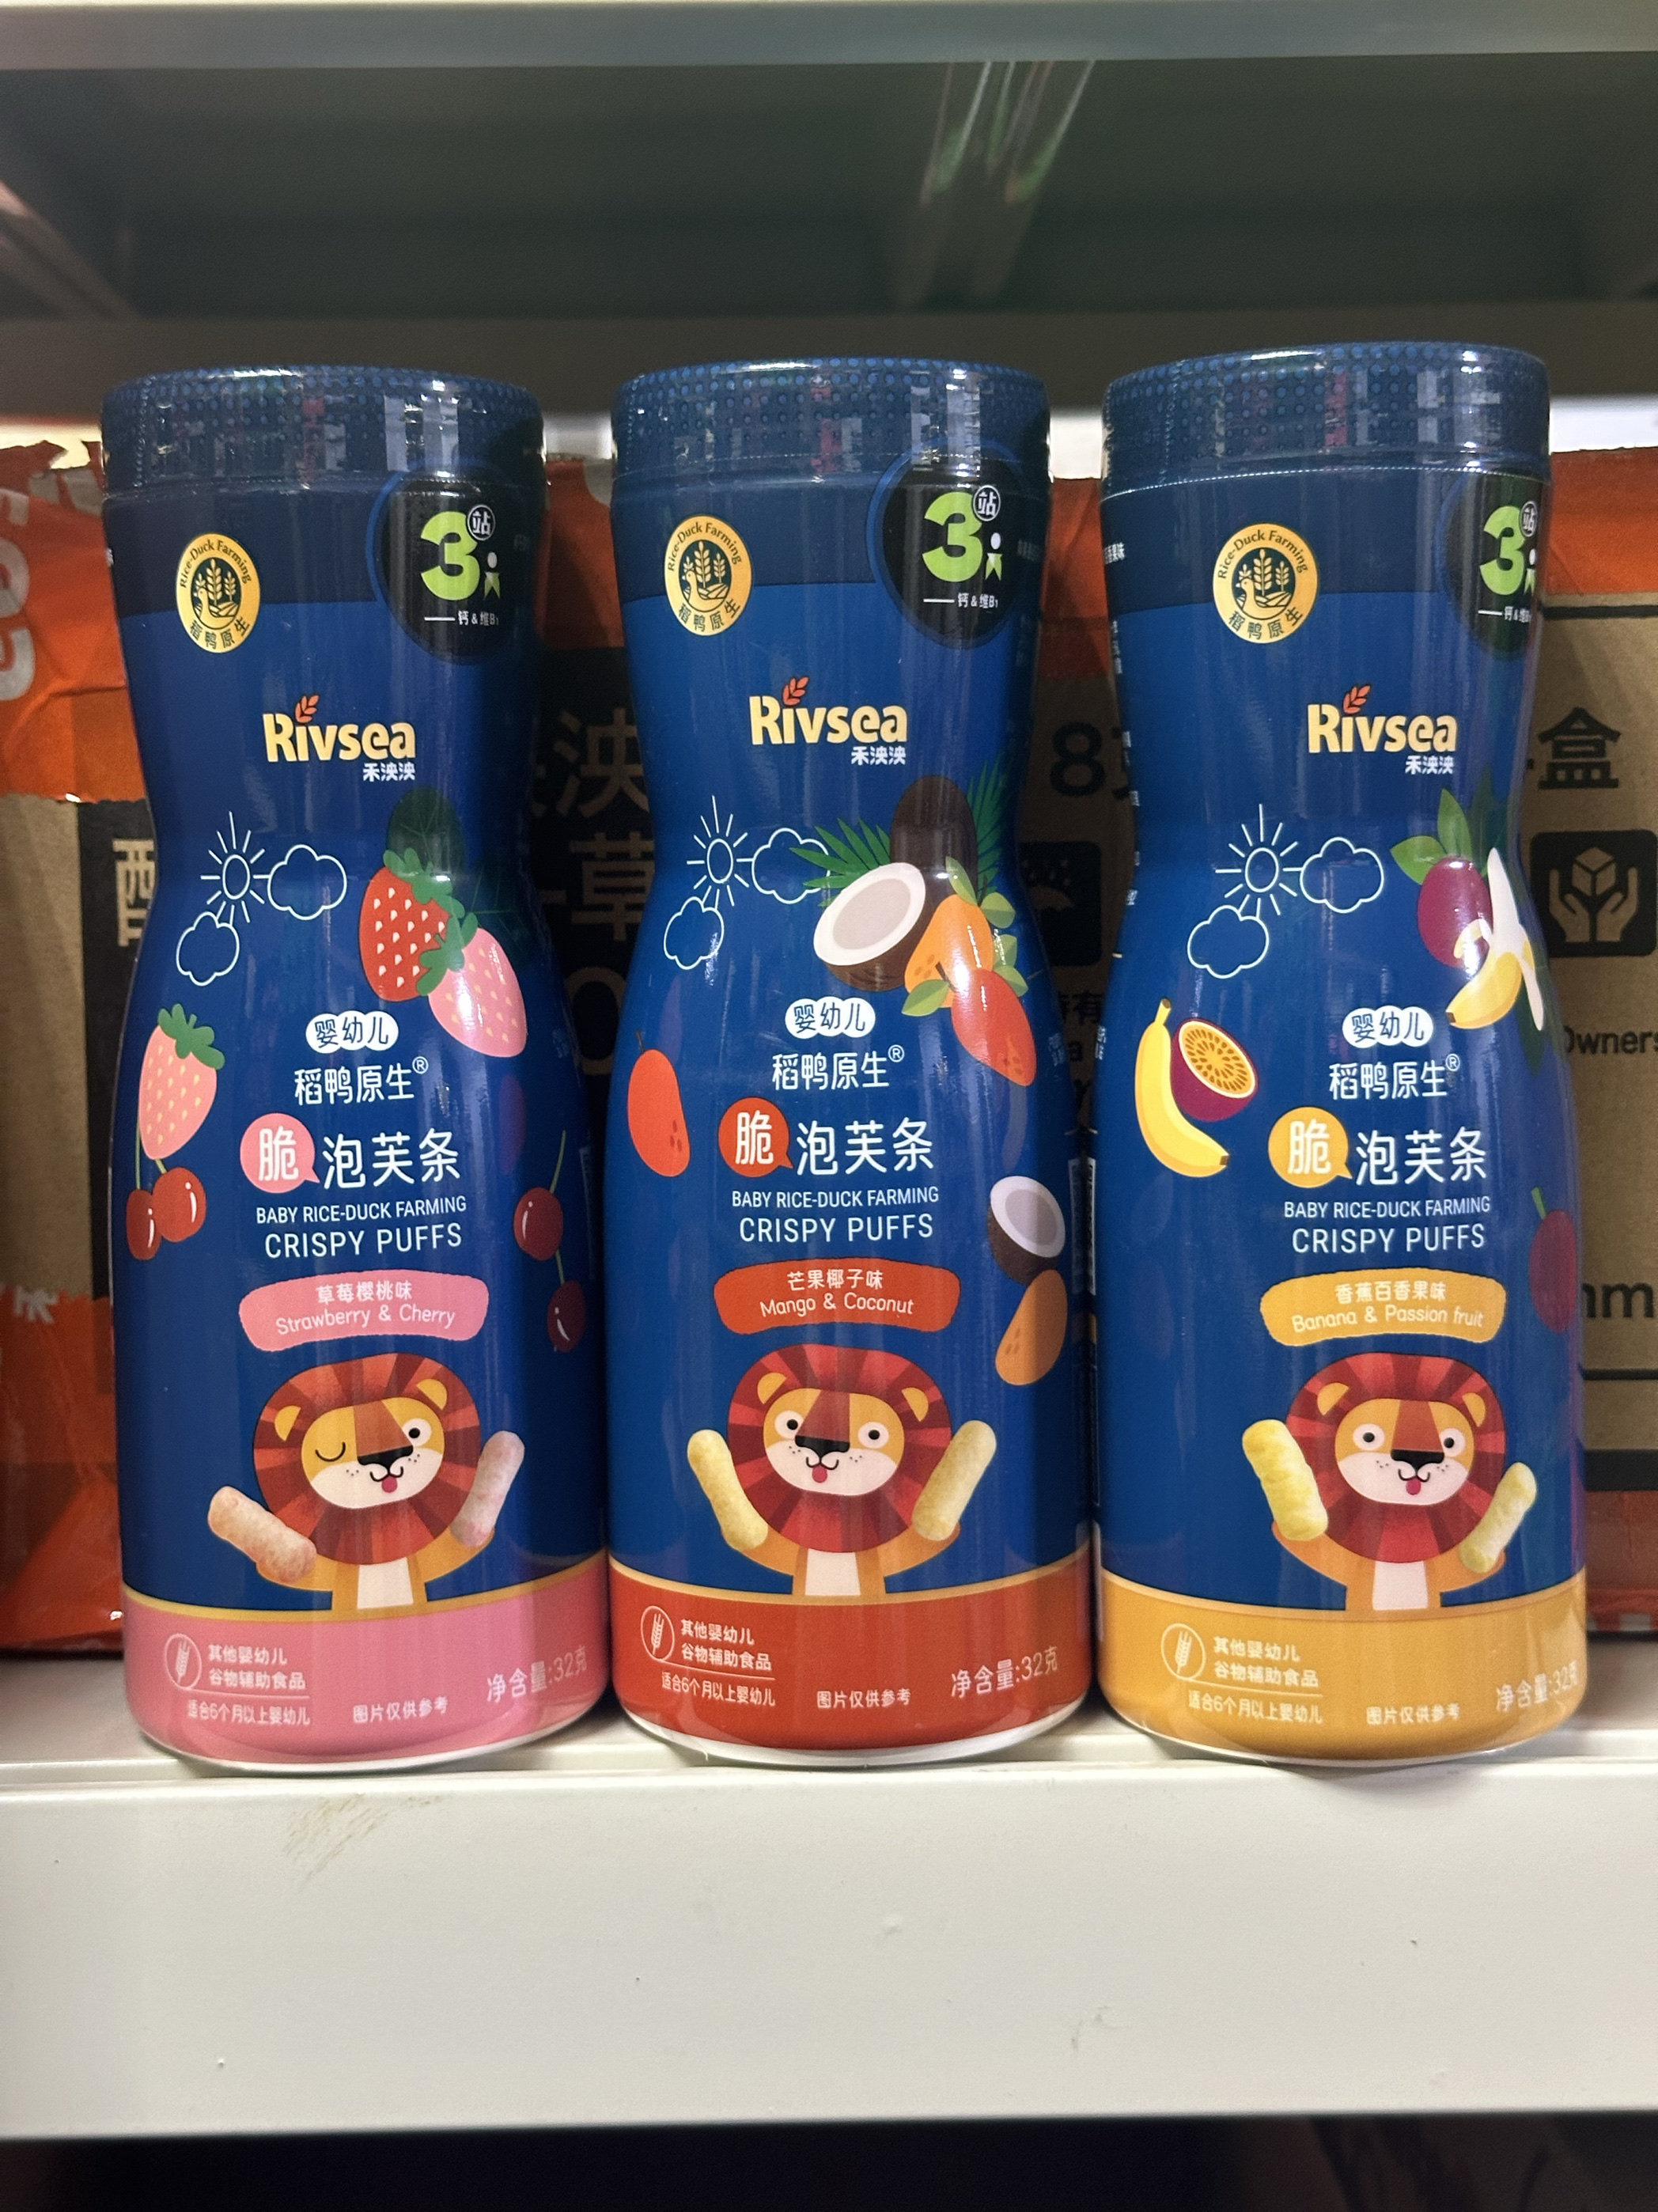 Rice-Duck Farming
稻鸭原生
3站
钙 & 维B₁
Rivsea
禾泱泱
婴幼儿
稻鸭原生®
脆泡芙条
BABY RICE-DUCK FARMING
CRISPY PUFFS
草莓樱桃味
Strawberry & Cherry
其他婴幼儿
谷物辅助食品
适合6个月以上婴幼儿
图片仅供参考
净含量:32克
Rice-Duck Farming
稻鸭原生
3站
钙 & 维B₁
Rivsea
禾泱泱
婴幼儿
稻鸭原生®
脆泡芙条
BABY RICE-DUCK FARMING
CRISPY PUFFS
芒果椰子味
Mango & Coconut
其他婴幼儿
谷物辅助食品
适合6个月以上婴幼儿
图片仅供参考
净含量:32克
Rice-Duck Farming
稻鸭原生
3站
钙 & 维B₁
Rivsea
禾泱泱
婴幼儿
稻鸭原生®
脆泡芙条
BABY RICE-DUCK FARMING
CRISPY PUFFS
香蕉百香果味
Banana & Passion fruit
其他婴幼儿
谷物辅助食品
适合6个月以上婴幼儿
图片仅供参考
净含量:32克
泱
草
8
盒